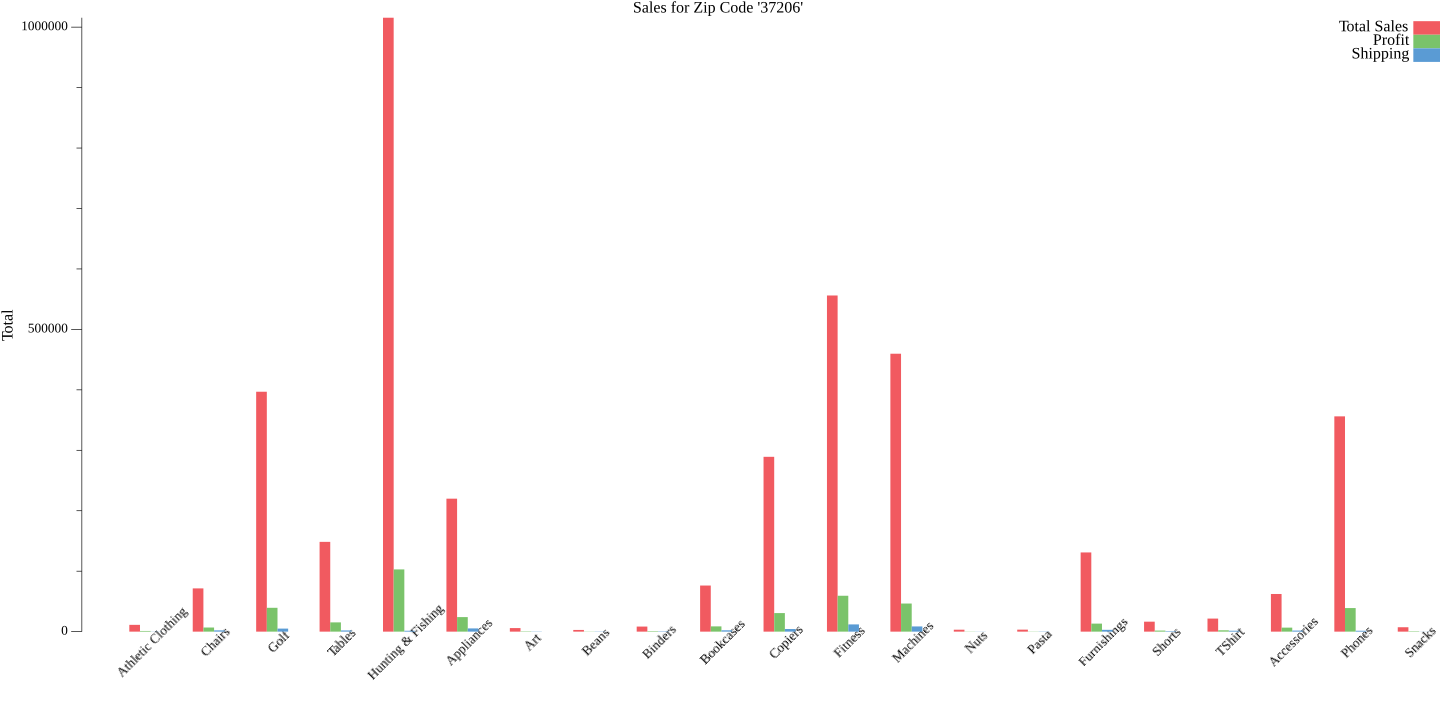 Sales for Zip Code '37206'
Total Sales
Profit
Shipping
Total
1000000
500000
0
Athletic Clothing
Chairs
Golf
Tables
Hunting & Fishing
Appliances
Art
Beans
Binders
Bookcases
Copiers
Fitness
Machines
Nuts
Pasta
Furnishings
Shorts
TShirt
Accessories
Phones
Snacks